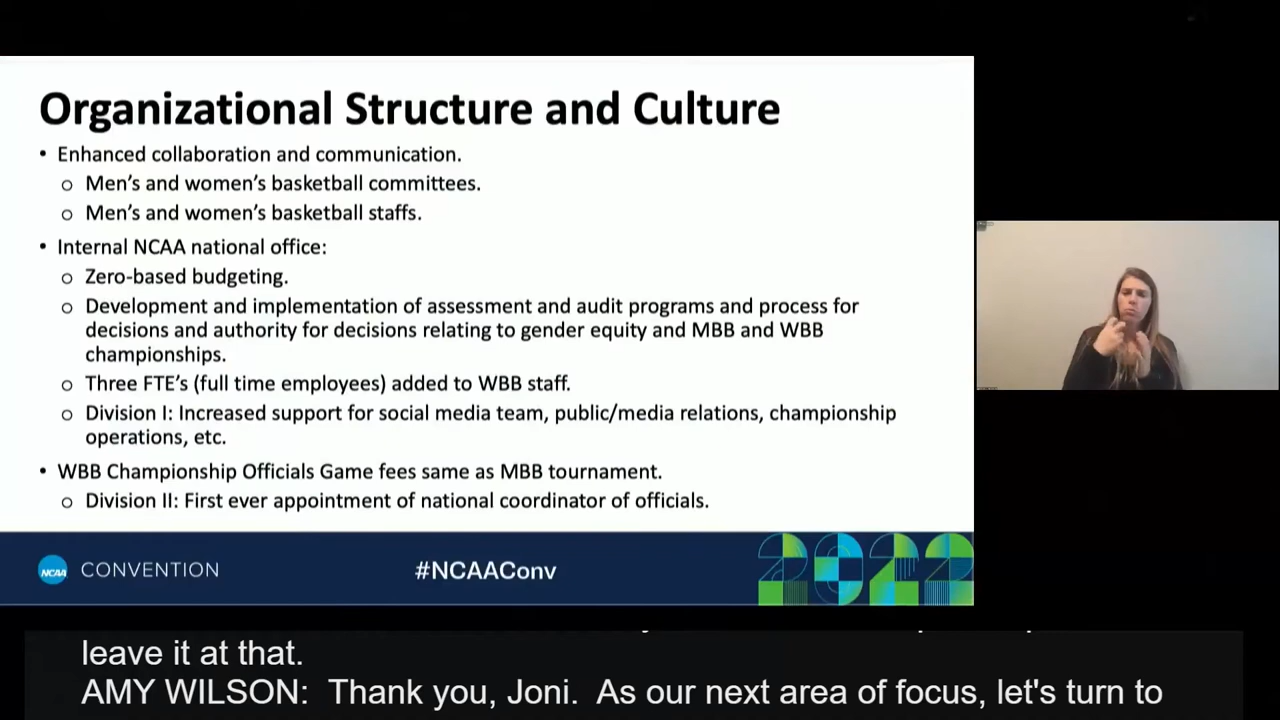 Organizational Structure and Culture
• Enhanced collaboration and communication.
o Men's and women's basketball committees.
o Men's and women's basketball staffs.
• Internal NCAA national office:
o Zero-based budgeting.
o Development and implementation of assessment and audit programs and process for
decisions and authority for decisions relating to gender equity and MBB and WBB
championships.
o Three FTE's (full time employees) added to WBB staff.
o Division I: Increased support for social media team, public/media relations, championship
operations, etc.
• WBB Championship Officials Game fees same as MBB tournament.
o Division II: First ever appointment of national coordinator of officials.
NCAA CONVENTION
#NCAAConv
2022
leave it at that.
AMY WILSON: Thank you, Joni. As our next area of focus, let's turn to